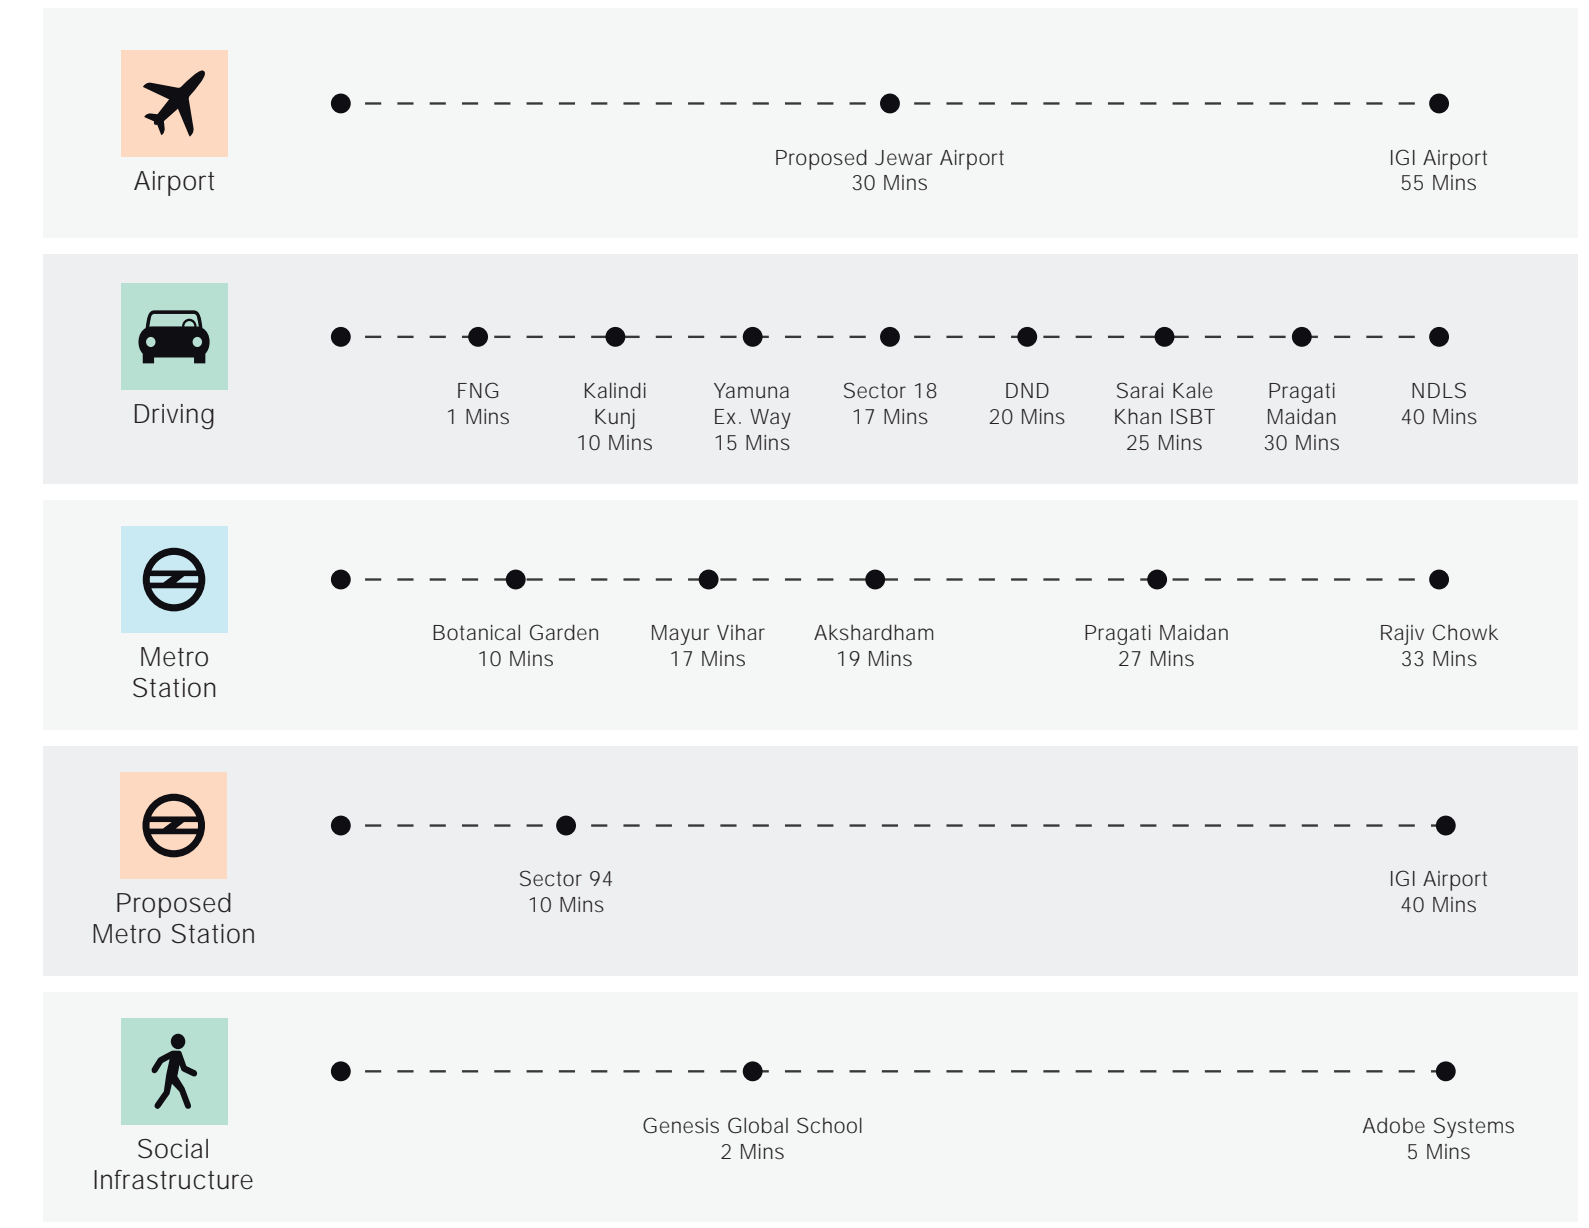 Airport
Proposed Jewar Airport
30 Mins
IGI Airport
55 Mins
Driving
FNG
1 Mins
Kalindi
Kunj
10 Mins
Yamuna
Ex. Way
15 Mins
Sector 18
17 Mins
DND
20 Mins
Sarai Kale
Khan ISBT
25 Mins
Pragati
Maidan
30 Mins
NDLS
40 Mins
Metro
Station
Botanical Garden
10 Mins
Mayur Vihar
17 Mins
Akshardham
19 Mins
Pragati Maidan
27 Mins
Rajiv Chowk
33 Mins
Proposed
Metro Station
Sector 94
10 Mins
IGI Airport
40 Mins
Social
Infrastructure
Genesis Global School
2 Mins
Adobe Systems
5 Mins